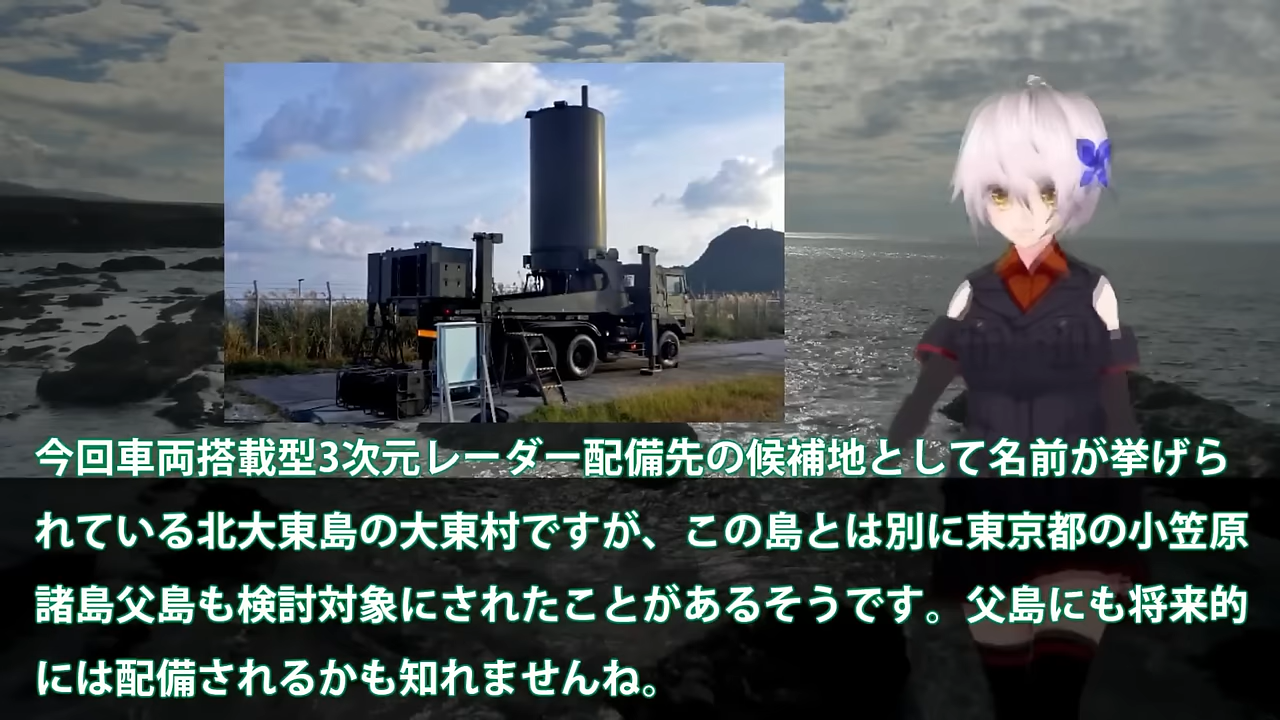 今回車両搭載型3次元レーダー配備先の候補地として名前が挙げら
れている北大東島の大東村ですが、この島とは別に東京都の小笠原
諸島父島も検討対象にされたことがあるそうです。父島にも将来的
には配備されるかも知れませんね。